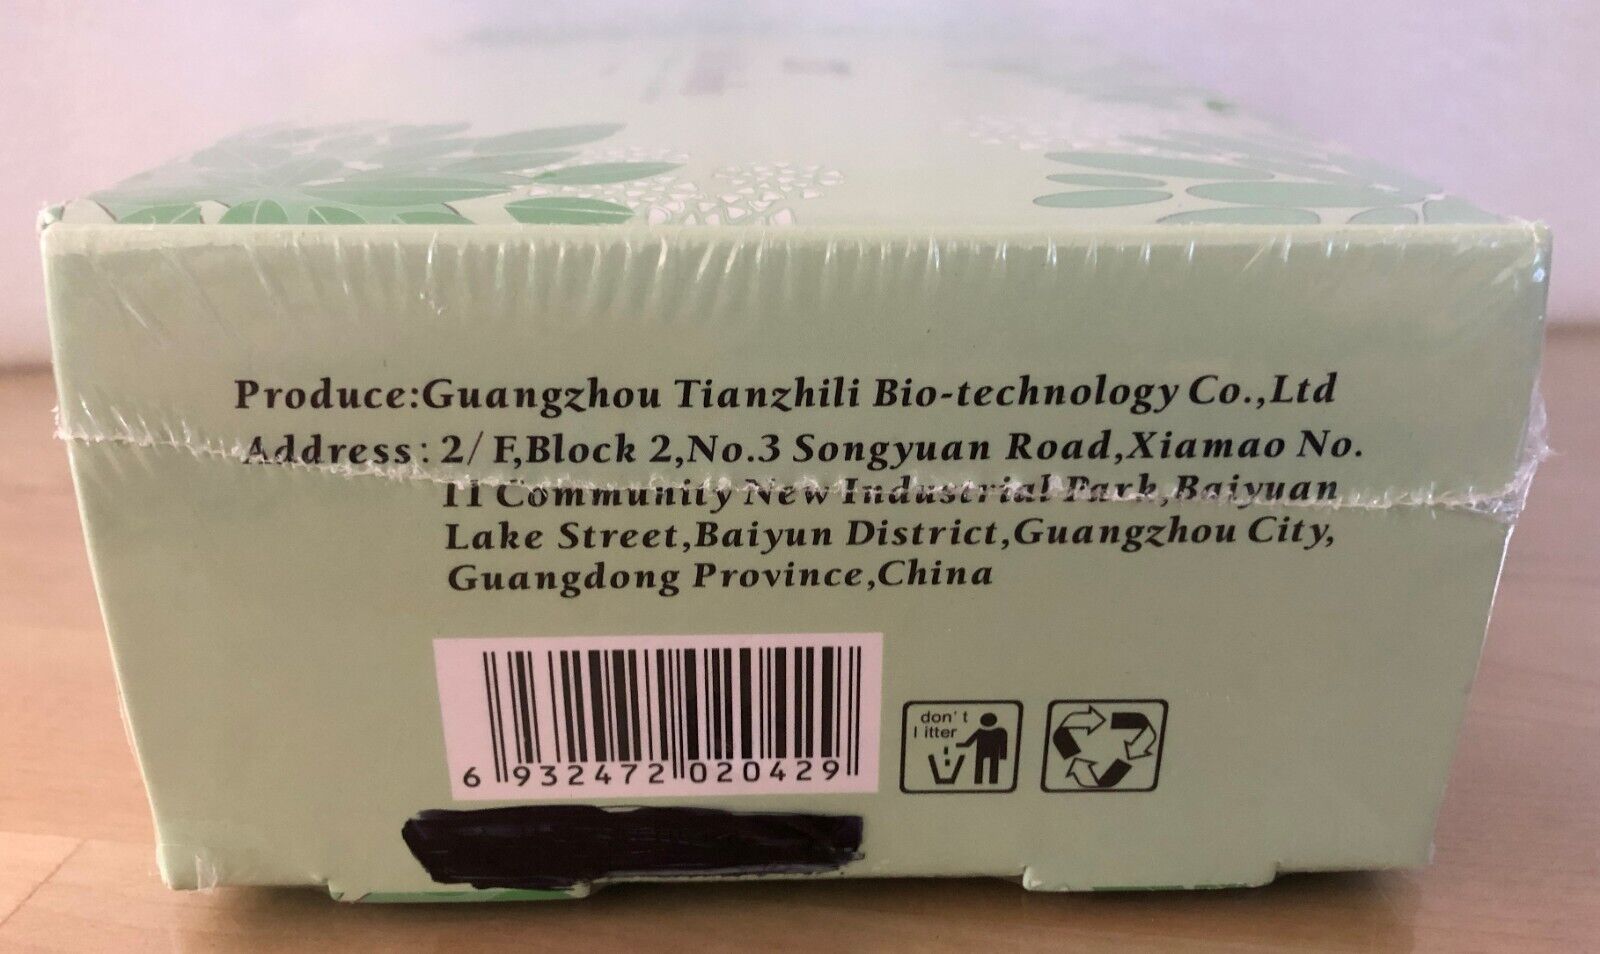 Produce:Guangzhou Tianzhili Bio-technology Co.,Ltd
Address: 2/ F,Block 2,No.3 Songyuan Road,Xiamao No.
11 Community New Industrial Park,Baiyuan
Lake Street,Baiyun District,Guangzhou City,
Guangdong Province,China
6 932472 020429
don't
litter